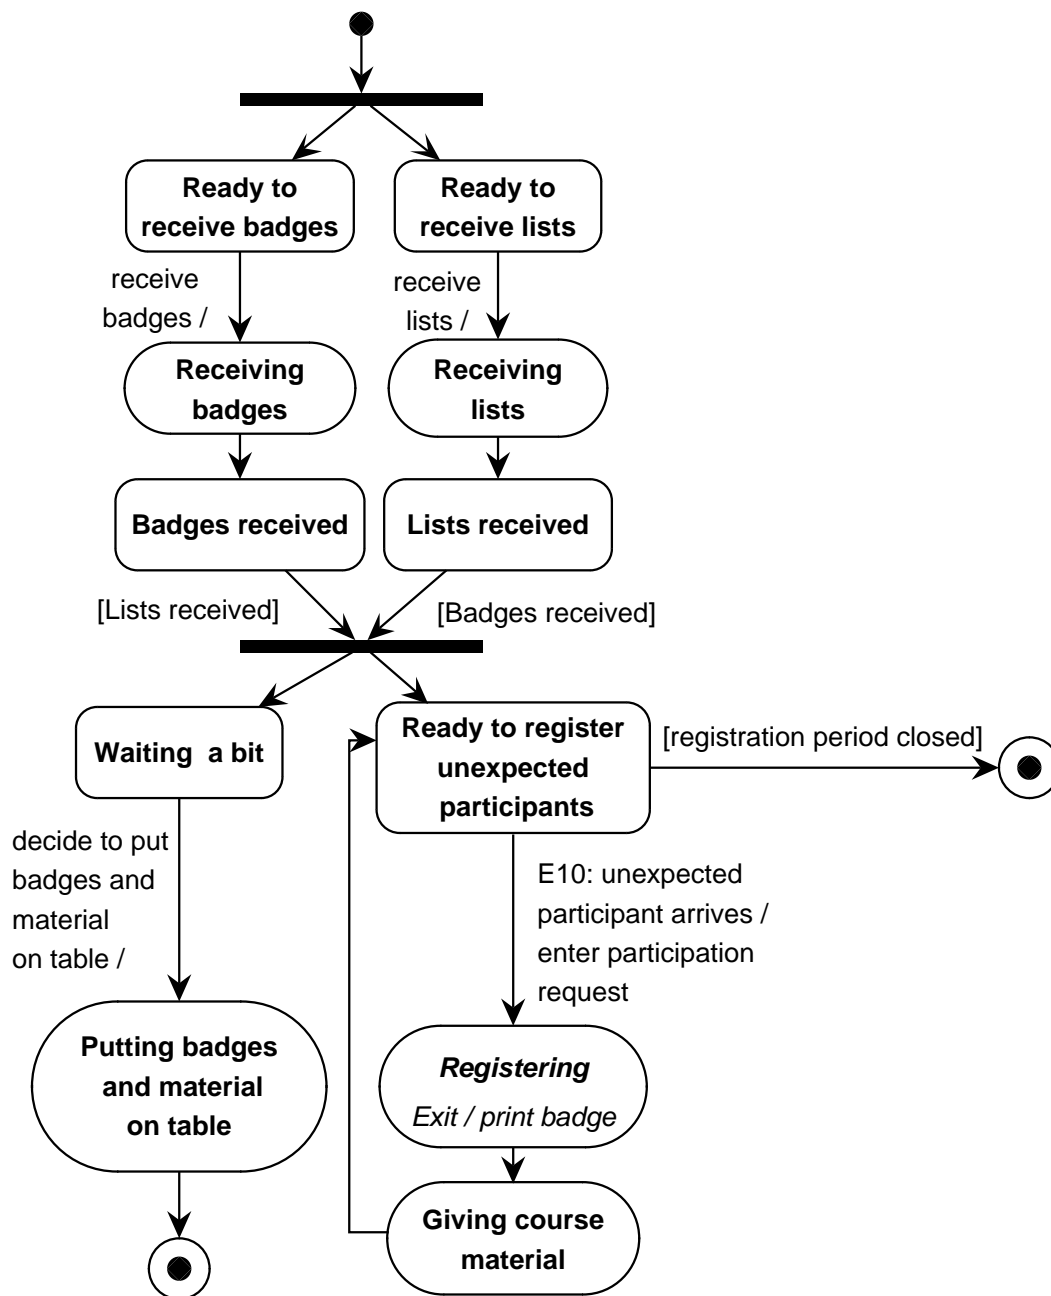 Ready to
receive badges
Ready to
receive lists
receive
badges /
receive
lists /
Receiving
badges
Receiving
lists
Badges received
Lists received
[Lists received]
[Badges received]
Waiting a bit
Ready to register
unexpected
participants
[registration period closed]
decide to put
badges and
material
on table /
E10: unexpected
participant arrives /
enter participation
request
Putting badges
and material
on table
Registering
Exit / print badge
Giving course
material